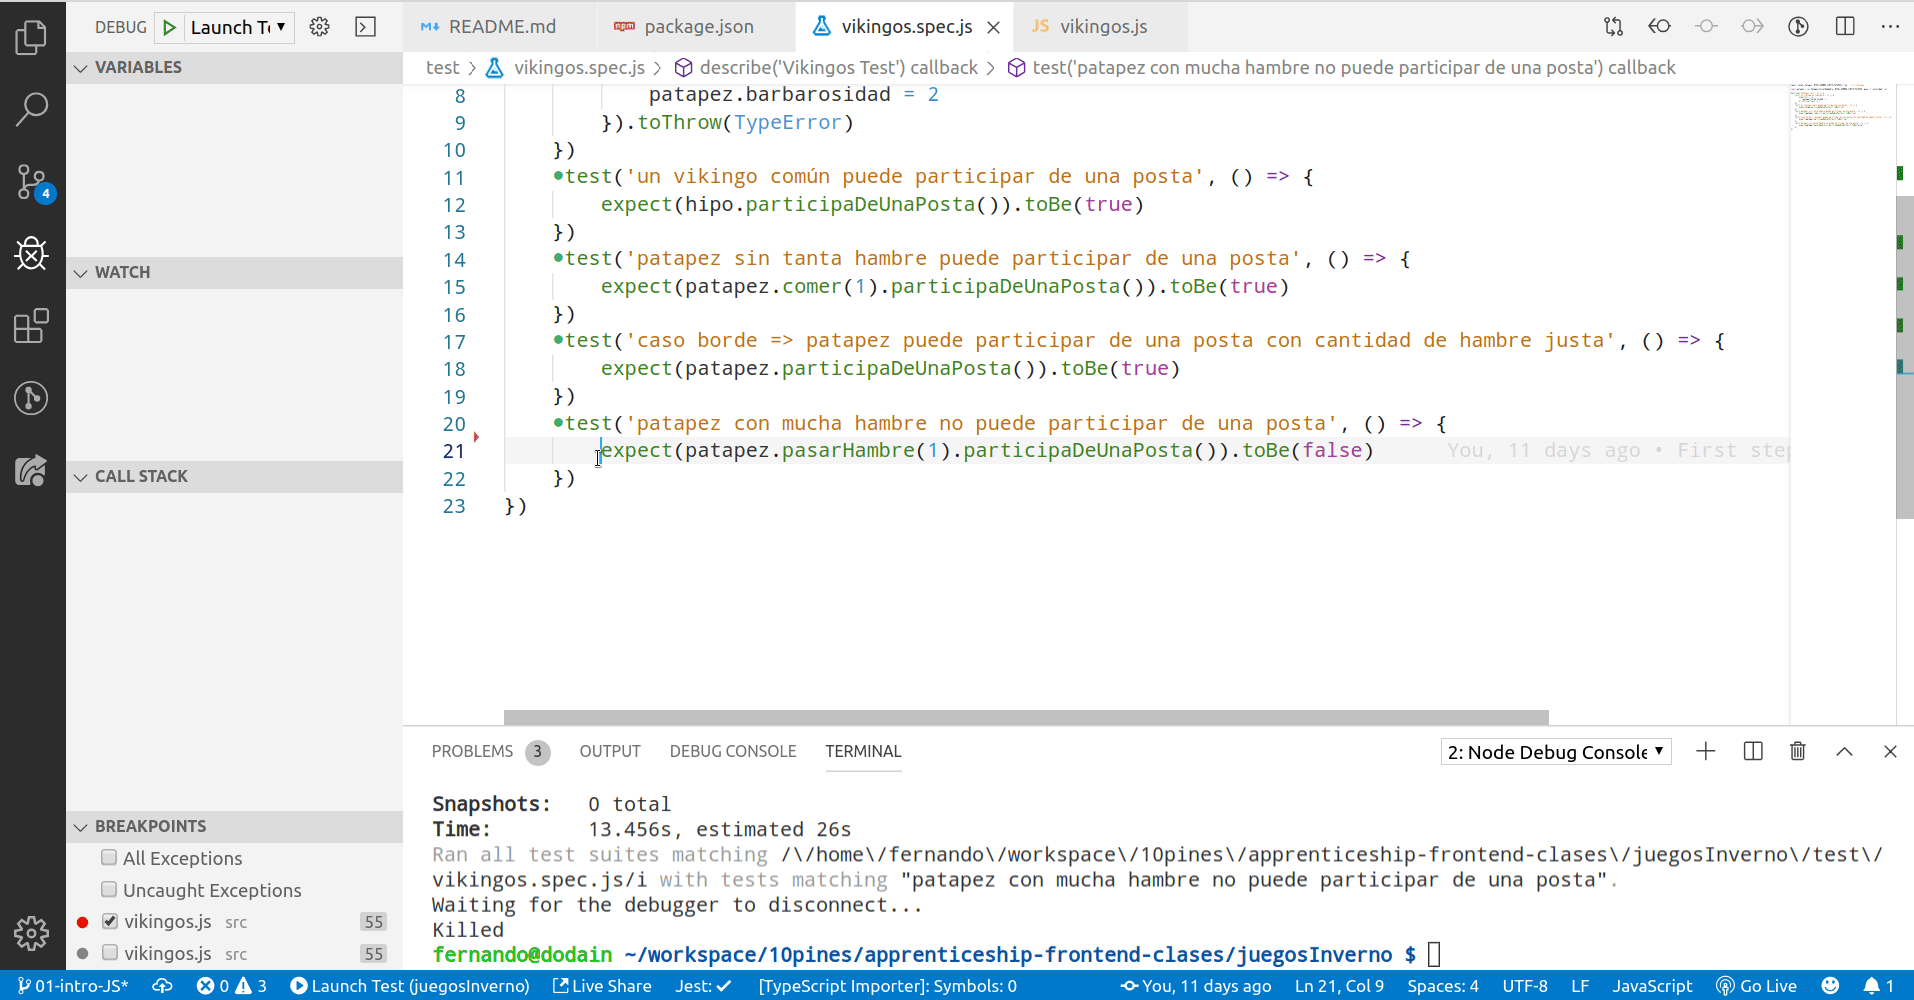 DEBUG Launch Te
README.md package.json vikingos.spec.js JS vikingos.js
VARIABLES
test vikingos.spec.js describe('Vikingos Test') callback test('patapez con mucha hambre no puede participar de una posta') callback
8 patapez.barbarosidad = 2
9 }).toThrow(TypeError)
10 })
11 test('un vikingo común puede participar de una posta', () => {
12 expect(hipo.participaDeUnaPosta()).toBe(true)
13 })
14 test('patapez sin tanta hambre puede participar de una posta', () => {
15 expect(patapez.comer(1).participaDeUnaPosta()).toBe(true)
16 })
17 test('caso borde => patapez puede participar de una posta con cantidad de hambre justa', () => {
18 expect(patapez.participaDeUnaPosta()).toBe(true)
19 })
20 test('patapez con mucha hambre no puede participar de una posta', () => {
21 expect(patapez.pasarHambre(1).participaDeUnaPosta()).toBe(false) You, 11 days ago • First step
22 })
23 })
4
WATCH
CALL STACK
BREAKPOINTS
All Exceptions
Uncaught Exceptions
vikingos.js src 55
vikingos.js src 55
PROBLEMS 3 OUTPUT DEBUG CONSOLE TERMINAL 2: Node Debug Console
Snapshots: 0 total
Time: 13.456s, estimated 26s
Ran all test suites matching /\/home\/fernando\/workspace\/10pines\/apprenticeship-frontend-clases\/juegosInverno\/test\/
vikingos.spec.js/i with tests matching "patapez con mucha hambre no puede participar de una posta".
Waiting for the debugger to disconnect...
Killed
fernando@dodain ~/workspace/10pines/apprenticeship-frontend-clases/juegosInverno $
01-intro-JS* 0 3 Launch Test (juegosInverno) Live Share Jest: [TypeScript Importer]: Symbols: 0 You, 11 days ago Ln 21, Col 9 Spaces: 4 UTF-8 LF JavaScript Go Live 1